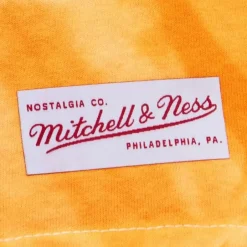 NOSTALGIA CO.
Mitchell & Ness
PHILADELPHIA, PA.